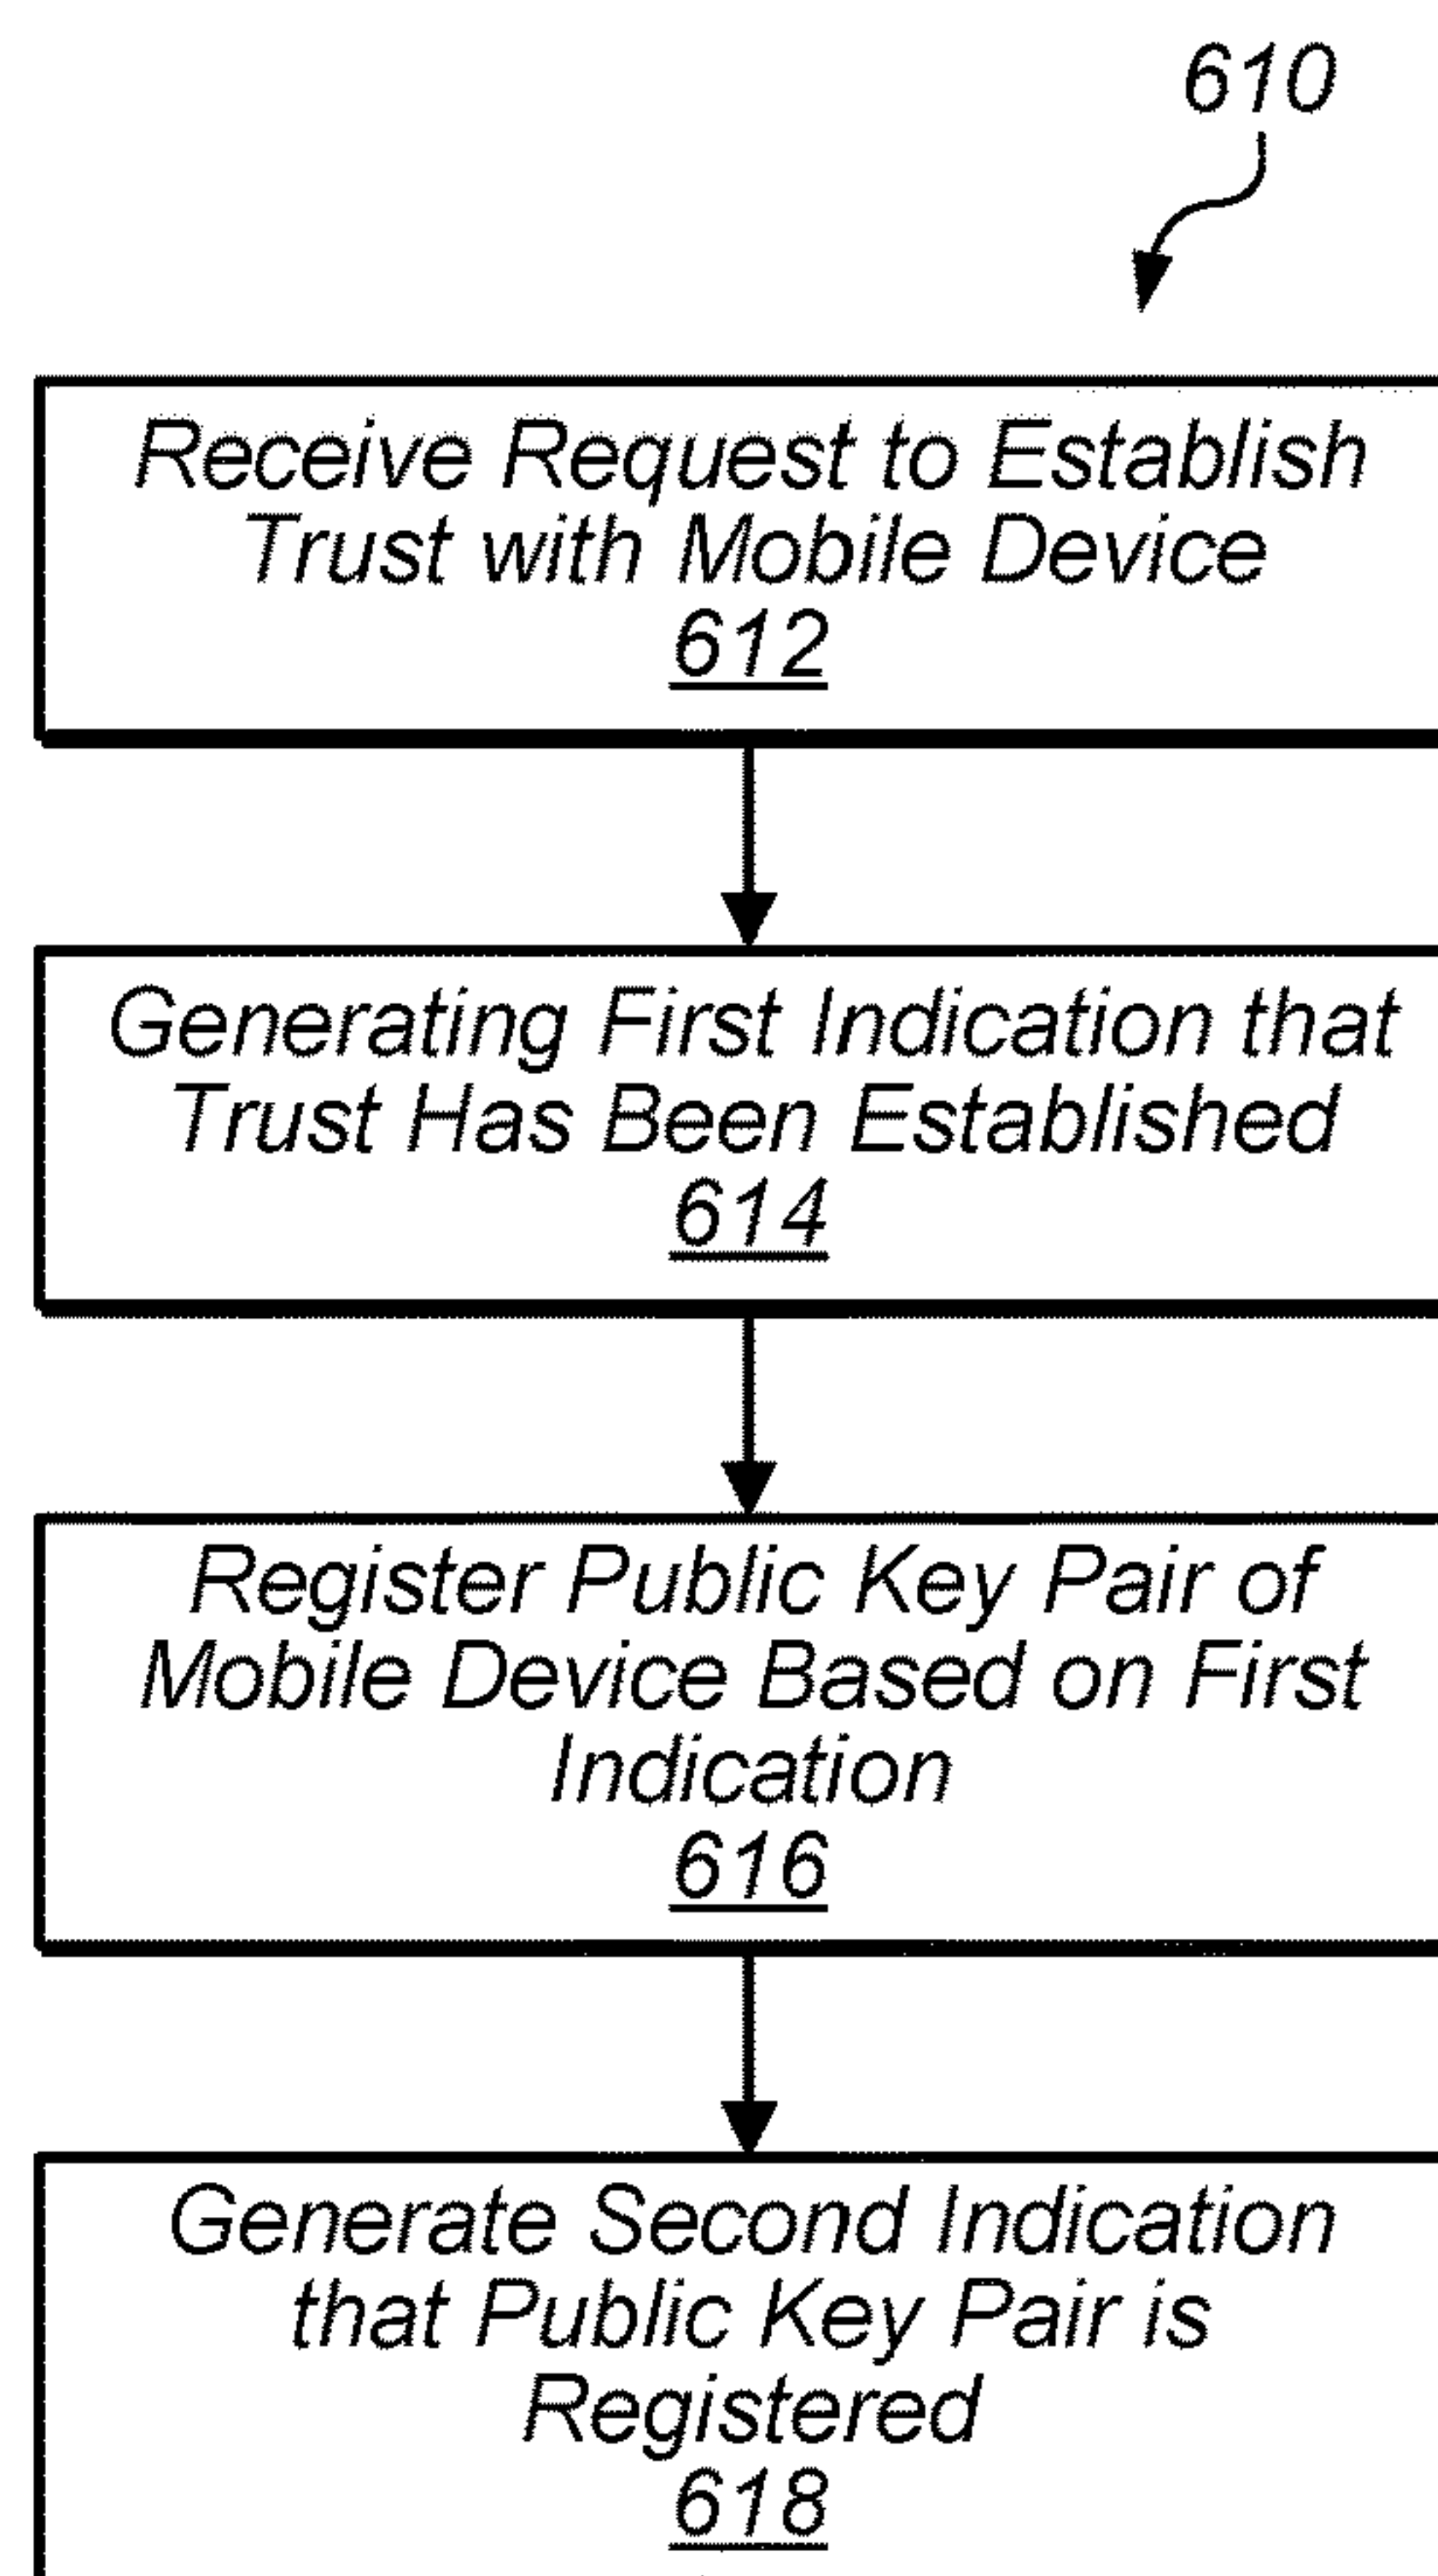 610
Receive Request to Establish
Trust with Mobile Device
612
Generating First Indication that
Trust Has Been Established
614
Register Public Key Pair of
Mobile Device Based on First
Indication
616
Generate Second Indication
that Public Key Pair is
Registered
618